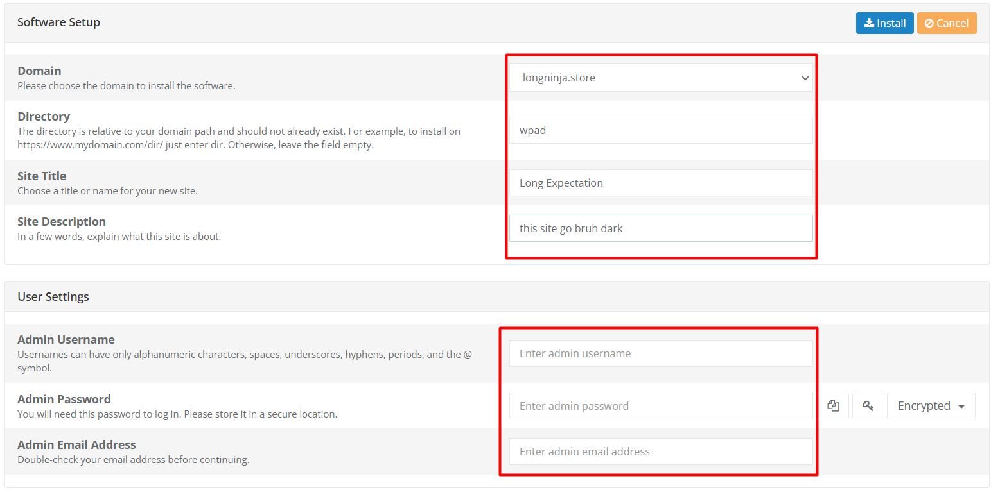 Software Setup
Install
Cancel
Domain
Please choose the domain to install the software.
longninja.store
Directory
The directory is relative to your domain path and should not already exist. For example, to install on
https://www.mydomain.com/dir/ just enter dir. Otherwise, leave the field empty.
wpad
Site Title
Choose a title or name for your new site.
Long Expectation
Site Description
In a few words, explain what this site is about.
this site go bruh dark
User Settings
Admin Username
Usernames can have only alphanumeric characters, spaces, underscores, hyphens, periods, and the @
symbol.
Enter admin username
Admin Password
You will need this password to log in. Please store it in a secure location.
Enter admin password
Encrypted
Admin Email Address
Double-check your email address before continuing.
Enter admin email address